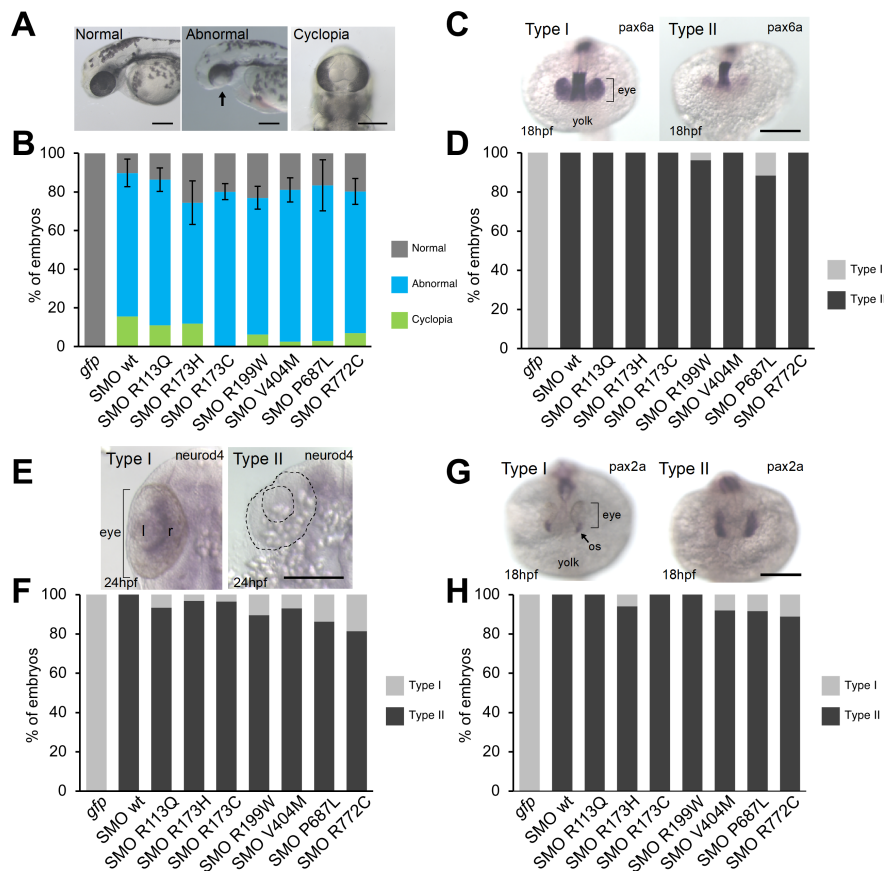 A
Normal
Abnormal
Cyclopia
B
% of embryos
100
80
60
40
20
0
gfp
SMO wt
SMO R113Q
SMO R173H
SMO R173C
SMO R199W
SMO V404M
SMO P687L
SMO R772C
Normal
Abnormal
Cyclopia
C
Type I
pax6a
eye
yolk
18hpf
Type II
pax6a
18hpf
D
% of embryos
100
80
60
40
20
0
gfp
SMO wt
SMO R113Q
SMO R173H
SMO R173C
SMO R199W
SMO V404M
SMO P687L
SMO R772C
Type I
Type II
E
Type I
neurod4
eye
l
r
24hpf
Type II
neurod4
24hpf
F
% of embryos
100
80
60
40
20
0
gfp
SMO wt
SMO R113Q
SMO R173H
SMO R173C
SMO R199W
SMO V404M
SMO P687L
SMO R772C
Type I
Type II
G
Type I
pax2a
eye
os
yolk
18hpf
Type II
pax2a
18hpf
H
% of embryos
100
80
60
40
20
0
gfp
SMO wt
SMO R113Q
SMO R173H
SMO R173C
SMO R199W
SMO V404M
SMO P687L
SMO R772C
Type I
Type II